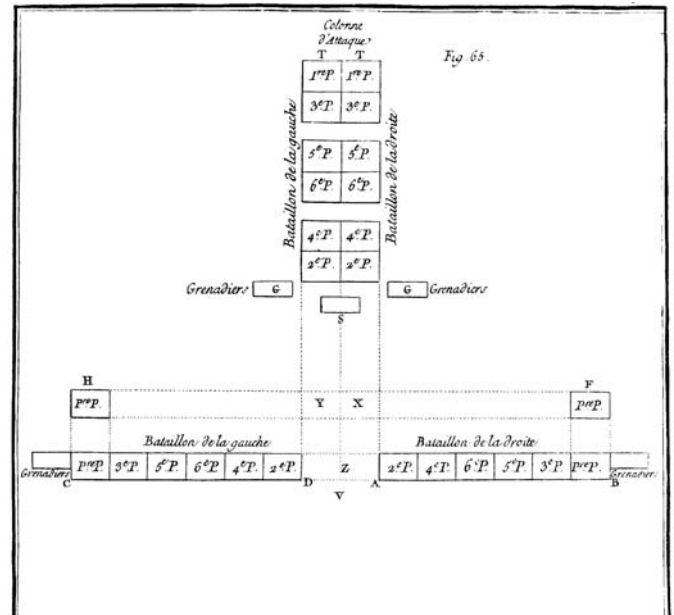 Colonne
d'Attaque
T T
Fig. 65.
1re P. 1re P.
3e P. 3e P.
5e P. 5e P.
6e P. 6e P.
Bataillon de la gauche
Bataillon de la droite
4e P. 4e P.
2e P. 2e P.
Grenadiers G G Grenadiers
S
H F
pre P. Y X pre P.
Bataillon de la gauche Bataillon de la droite
pre P. 3e P. 5e P. 6e P. 4e P. 2e P. Z 2e P. 4e P. 6e P. 5e P. 3e P. pre P.
Grenadiers Grenadiers
C D A B
V